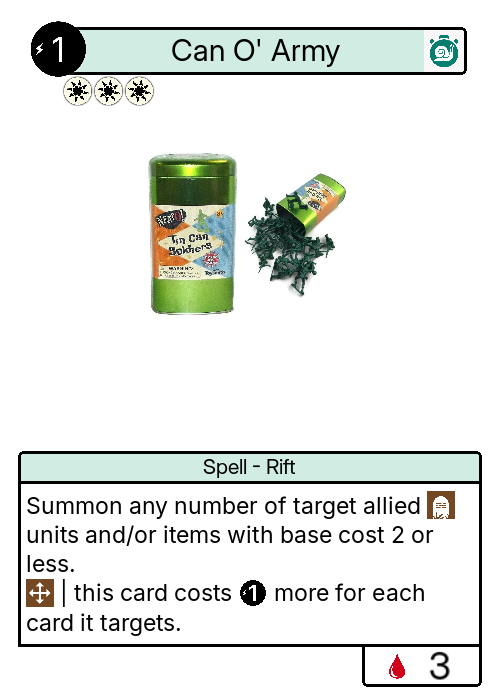 1 Can O' Army
Tin Can
Soldiers
WARNING:
Spell - Rift
Summon any number of target allied
units and/or items with base cost 2 or
less.
| this card costs 1 more for each
card it targets.
3